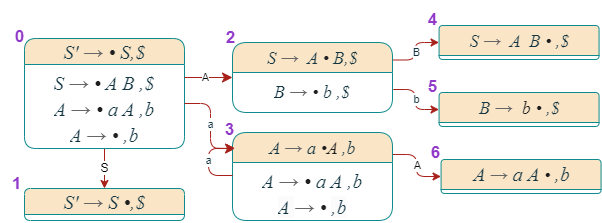 0
S' → • S,$
S → • A B ,$
A → • a A ,b
A → • ,b
S
1
S' → S •,$
A
a
a
2
S → A • B,$
B → • b ,$
3
A → a •A ,b
A → • a A ,b
A → • ,b
B
b
A
4
S → A B • ,$
5
B → b • ,$
6
A → a A • ,b